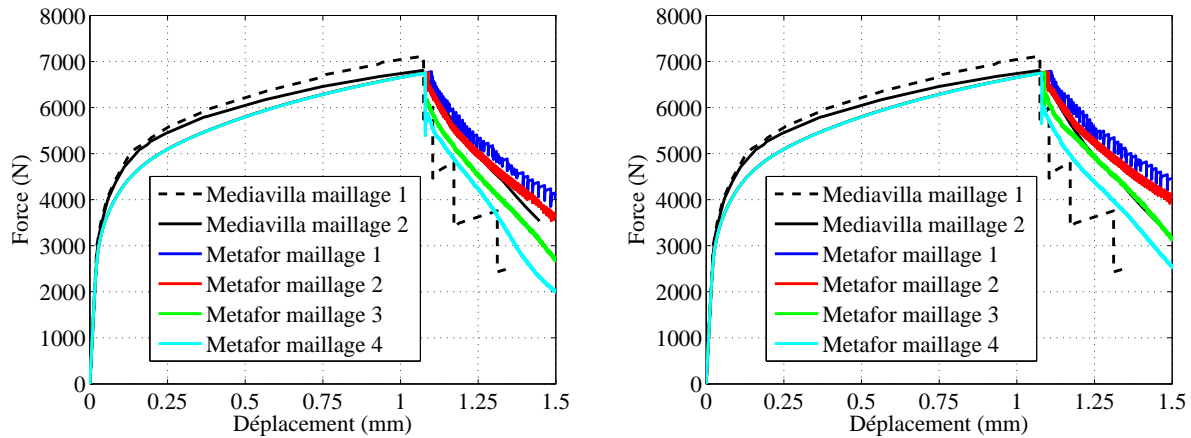 8000
7000
6000
5000
4000
3000
2000
1000
0
Force (N)
Mediavilla maillage 1
Mediavilla maillage 2
Metafor maillage 1
Metafor maillage 2
Metafor maillage 3
Metafor maillage 4
0 0.25 0.5 0.75 1 1.25 1.5
Déplacement (mm)
8000
7000
6000
5000
4000
3000
2000
1000
0
Force (N)
Mediavilla maillage 1
Mediavilla maillage 2
Metafor maillage 1
Metafor maillage 2
Metafor maillage 3
Metafor maillage 4
0 0.25 0.5 0.75 1 1.25 1.5
Déplacement (mm)